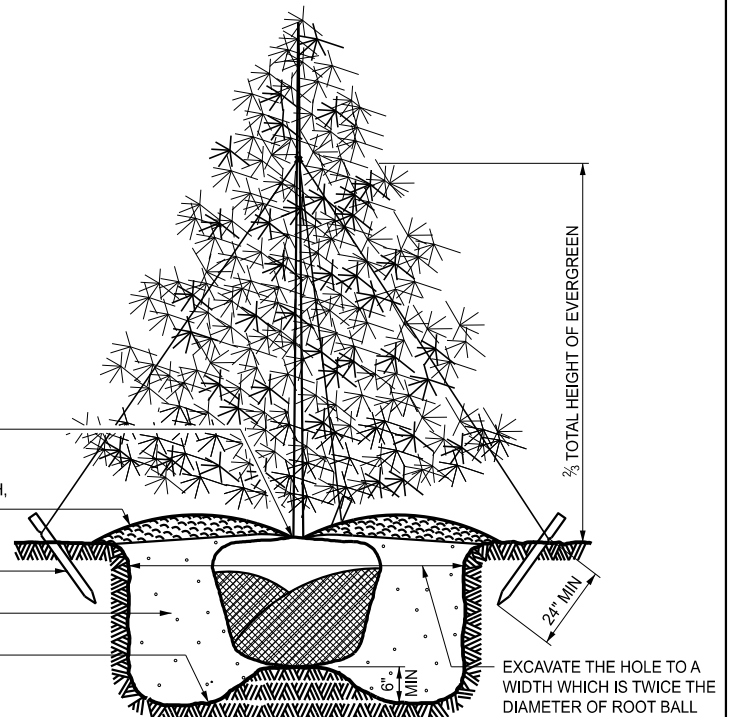 ⅔ TOTAL HEIGHT OF EVERGREEN
H,
24" MIN
6"
MIN
EXCAVATE THE HOLE TO A
WIDTH WHICH IS TWICE THE
DIAMETER OF ROOT BALL